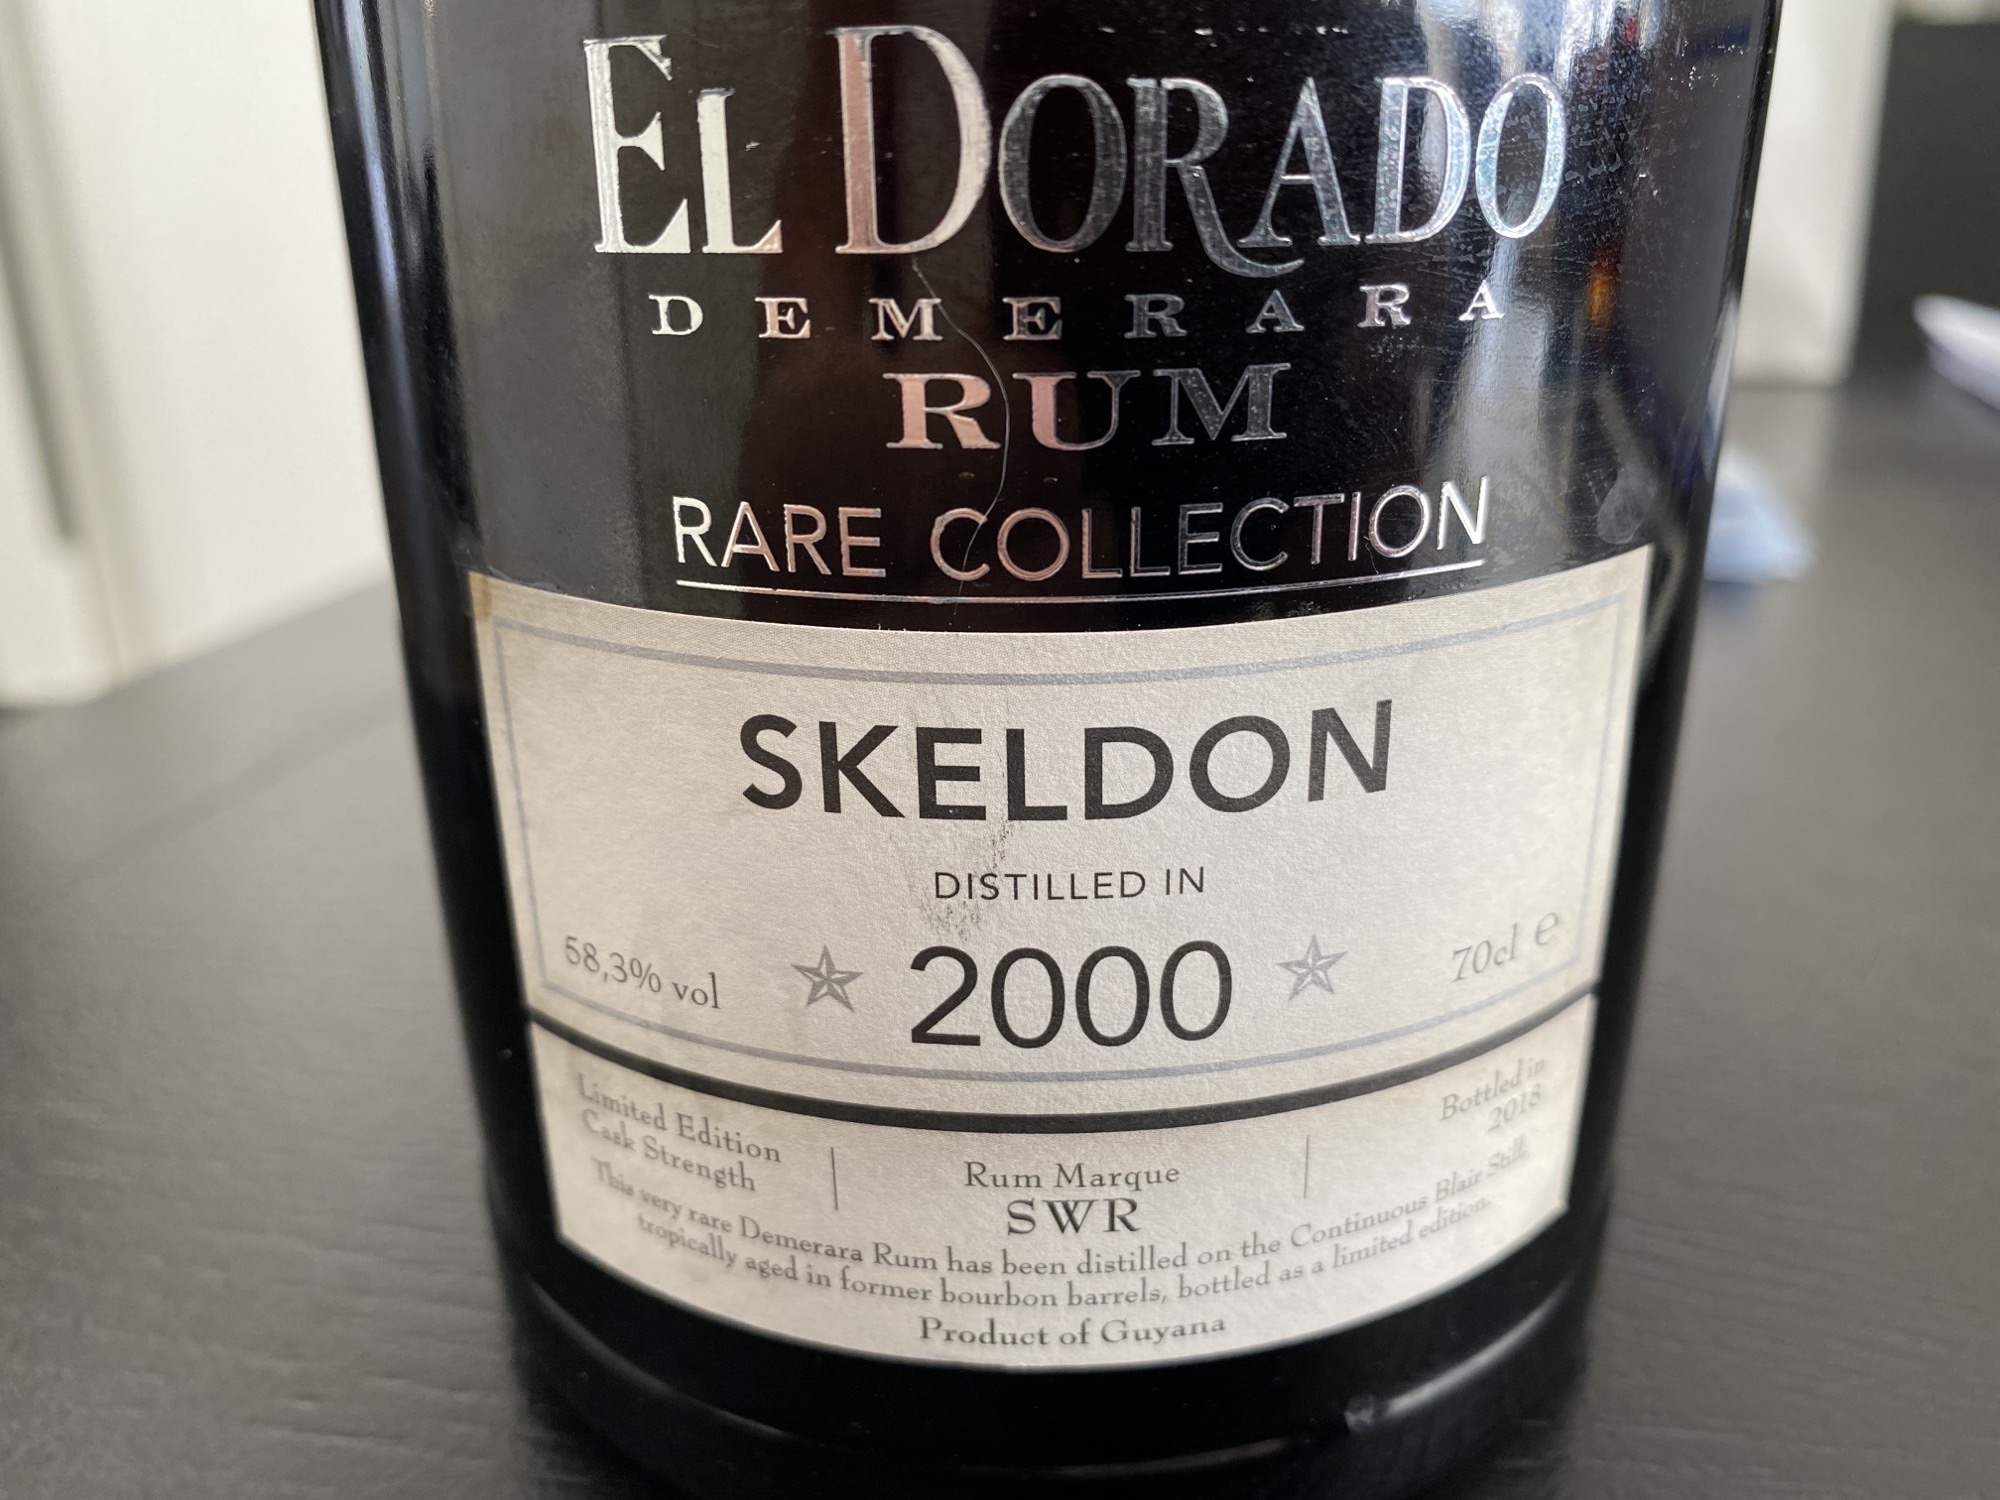 EL DORADO
DEMERARA
RUM
RARE COLLECTION
SKELDON
DISTILLED IN
58,3% vol
2000
70cl e
Limited Edition
Cask Strength
Rum Marque
SWR
Bottled in
2018
This very rare Demerara Rum has been distilled on the Continuous Blair Still,
tropically aged in former bourbon barrels, bottled as a limited edition.
Product of Guyana